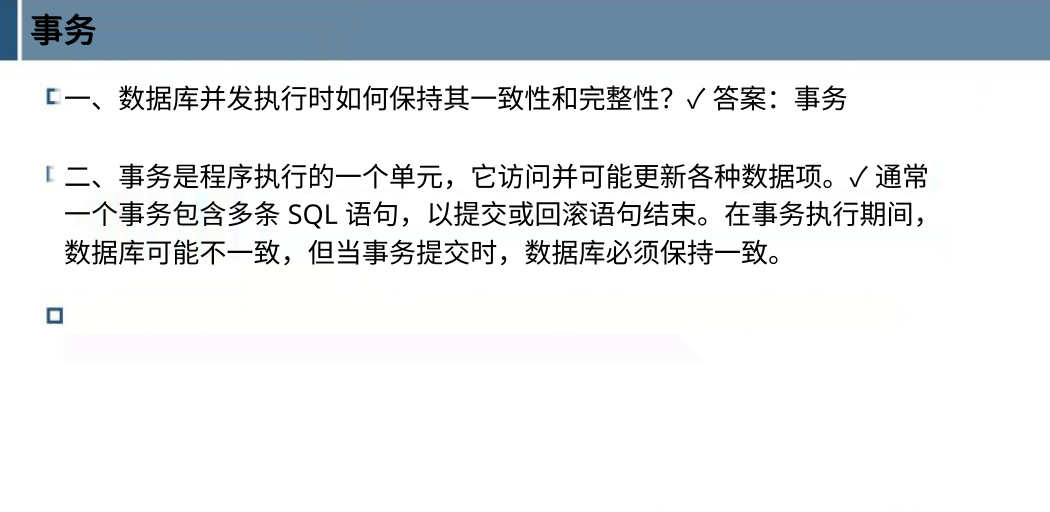 事务
一、数据库并发执行时如何保持其一致性和完整性？✓ 答案：事务
二、事务是程序执行的一个单元，它访问并可能更新各种数据项。✓ 通常
一个事务包含多条 SQL 语句，以提交或回滚语句结束。在事务执行期间，
数据库可能不一致，但当事务提交时，数据库必须保持一致。